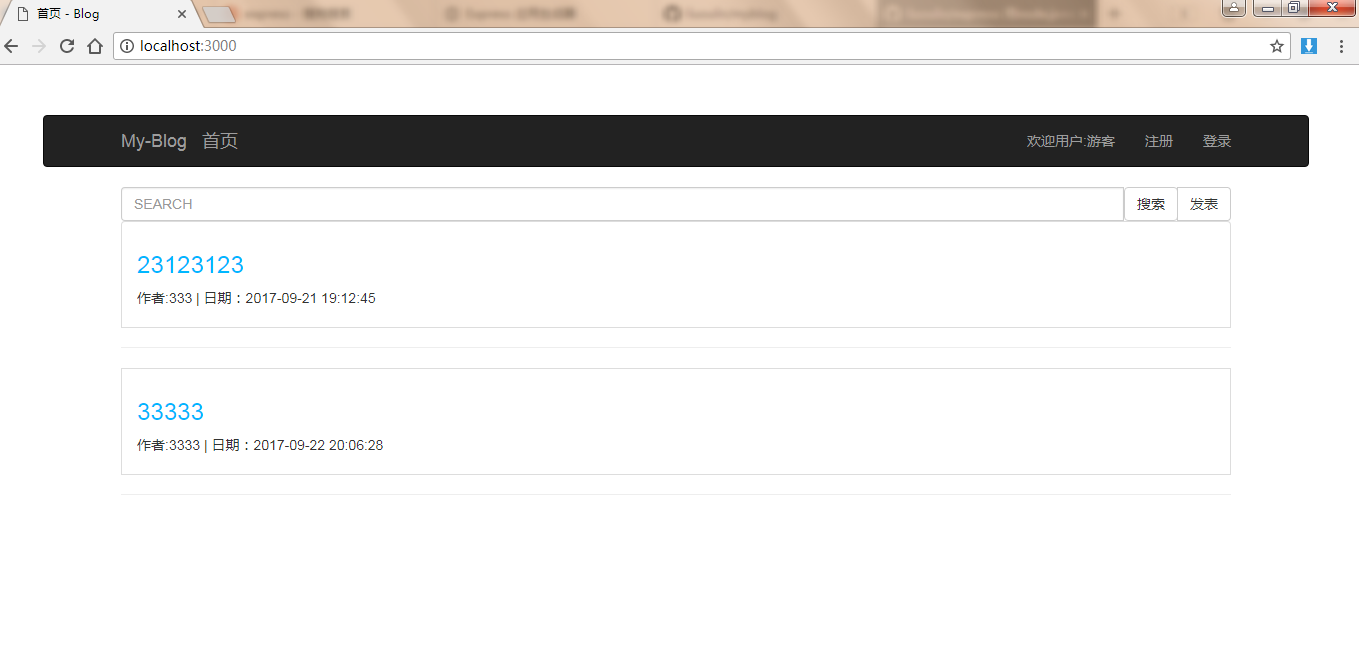 首页 - Blog
localhost:3000
My-Blog 首页 欢迎用户:游客 注册 登录
SEARCH 搜索 发表
23123123
作者:333 | 日期：2017-09-21 19:12:45
33333
作者:3333 | 日期：2017-09-22 20:06:28